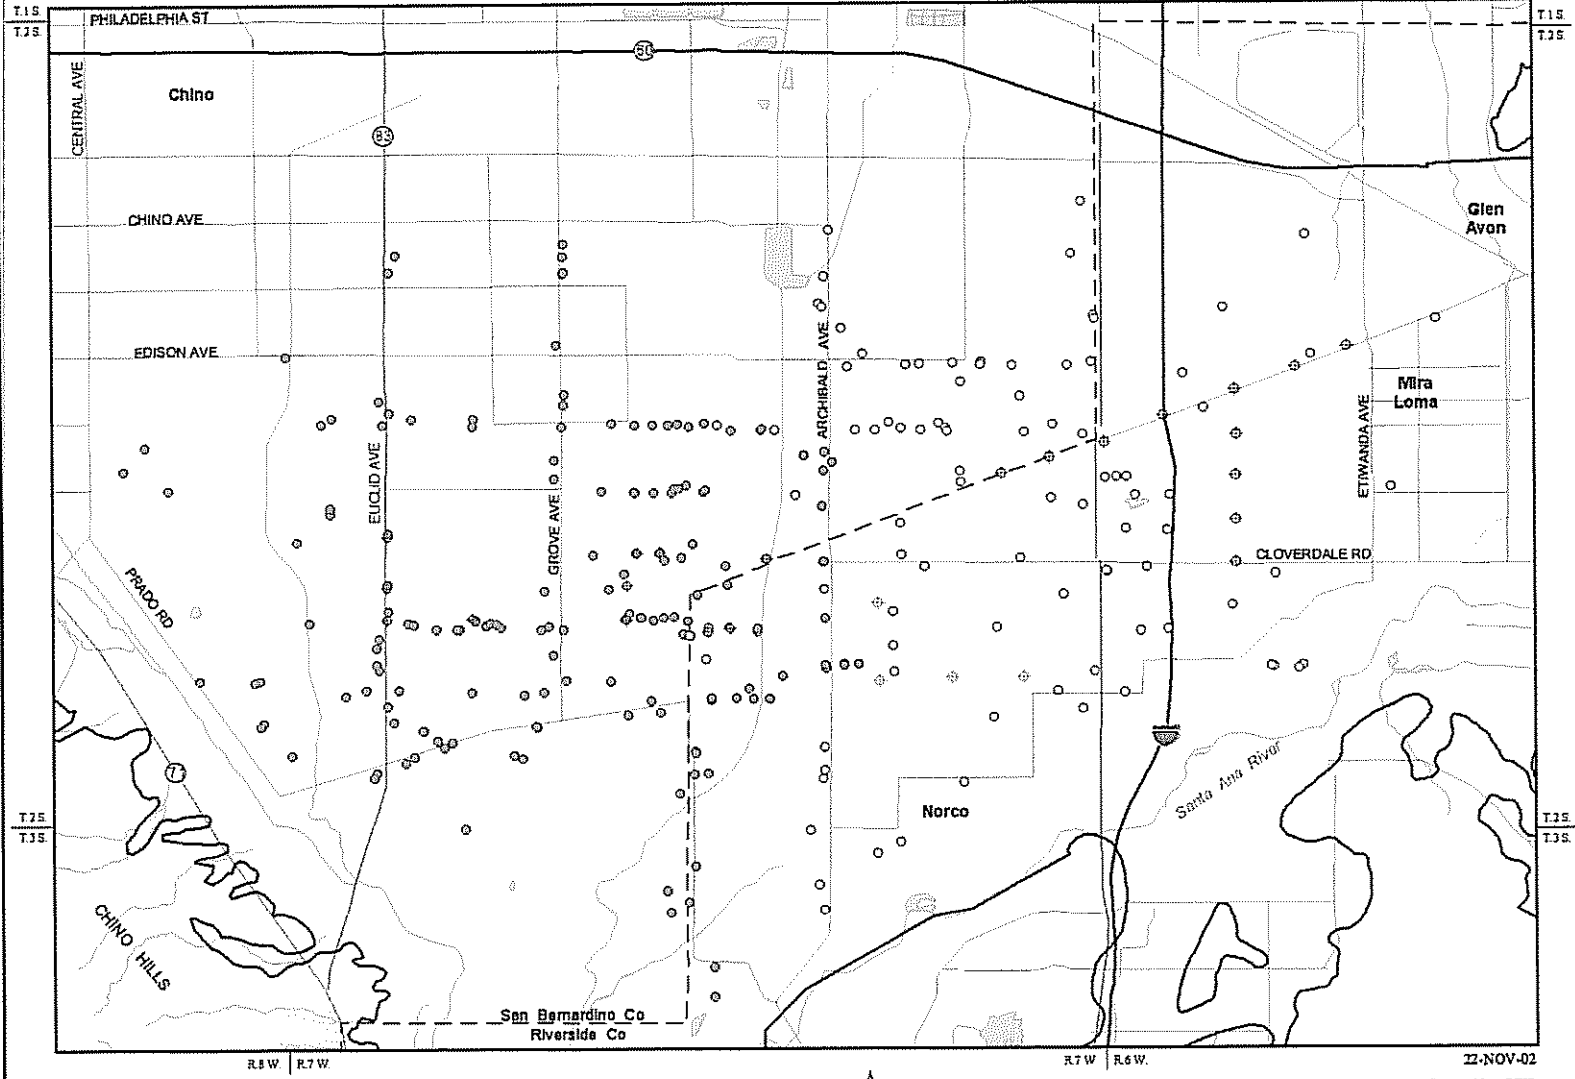 T.1S.
T.2S.
PHILADELPHIA ST
T.1S.
T.2S.
60
CENTRAL AVE
Chino
83
CHINO AVE
Glen
Avon
EDISON AVE
ARCHIBALD AVE
Mira
Loma
EUCLID AVE
GROVE AVE
ETIWANDA AVE
CLOVERDALE RD
PRADO RD
71
Santa Ana River
Norco
T.2S.
T.3S.
T.2S.
T.3S.
CHINO HILLS
San Bernardino Co
Riverside Co
R.8 W.
R.7 W.
R.7 W
R.6 W.
22-NOV-02